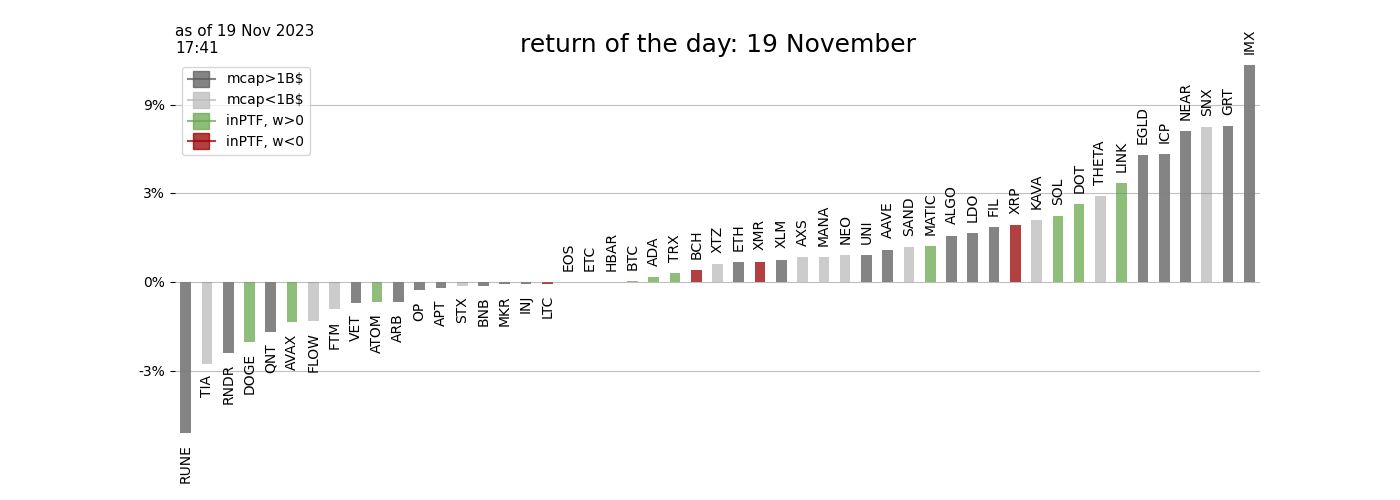 as of 19 Nov 2023
17:41
return of the day: 19 November
mcap>1B$
mcap<1B$
inPTF, w>0
inPTF, w<0
9%
3%
0%
-3%
RUNE
TIA
RNDR
DOGE
QNT
AVAX
FLOW
FTM
VET
ATOM
ARB
OP
APT
STX
BNB
MKR
INJ
LTC
EOS
ETC
HBAR
BTC
ADA
TRX
BCH
XTZ
ETH
XMR
XLM
AXS
MANA
NEO
UNI
AAVE
SAND
MATIC
ALGO
LDO
FIL
XRP
KAVA
SOL
DOT
THETA
LINK
EGLD
ICP
NEAR
SNX
GRT
IMX